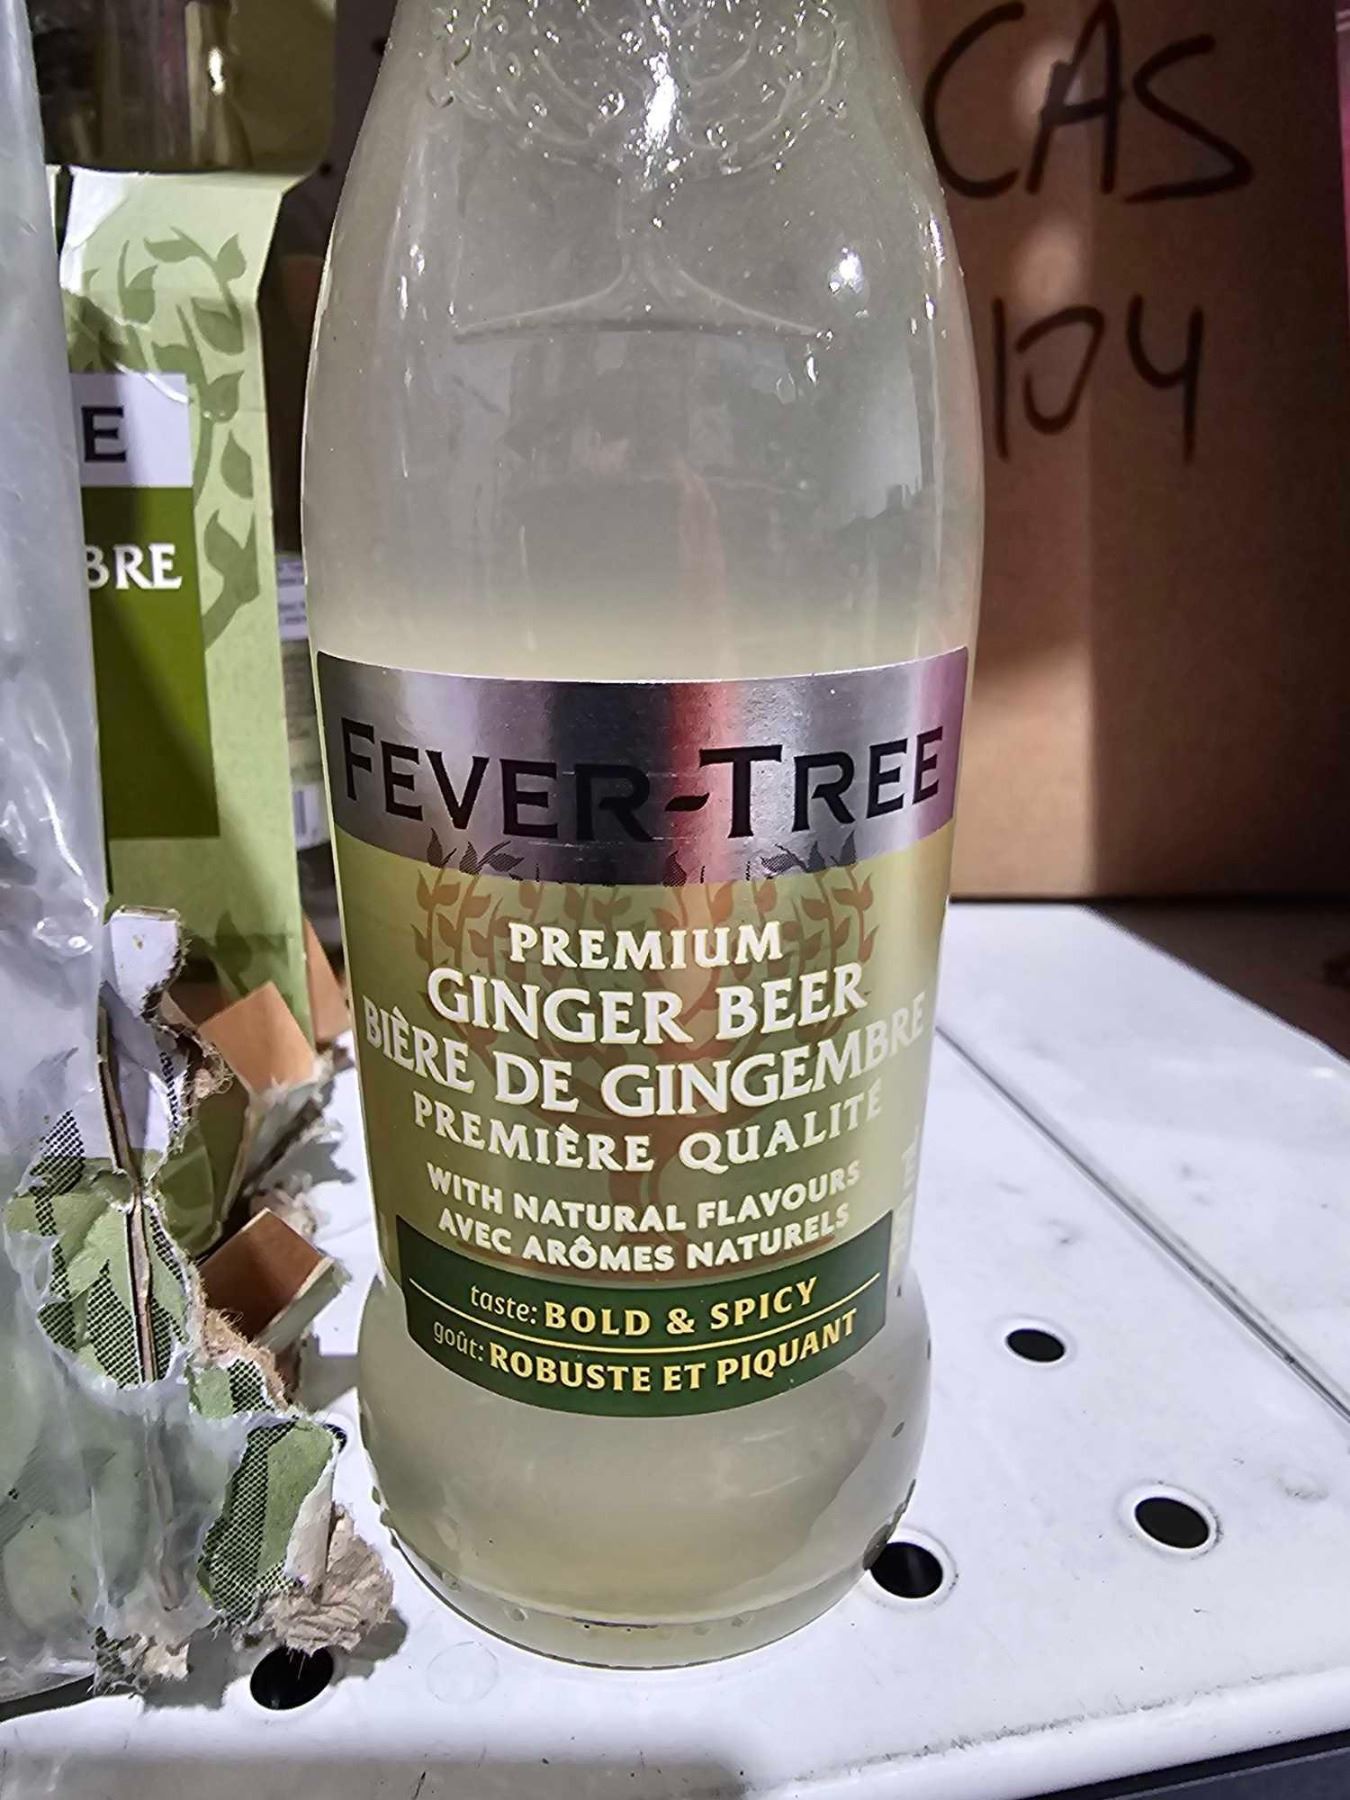 CAS
104
E
BRE
FEVER-TREE
PREMIUM
GINGER BEER
BIÈRE DE GINGEMBRE
PREMIÈRE QUALITÉ
WITH NATURAL FLAVOURS
AVEC ARÔMES NATURELS
taste: BOLD & SPICY
goût: ROBUSTE ET PIQUANT